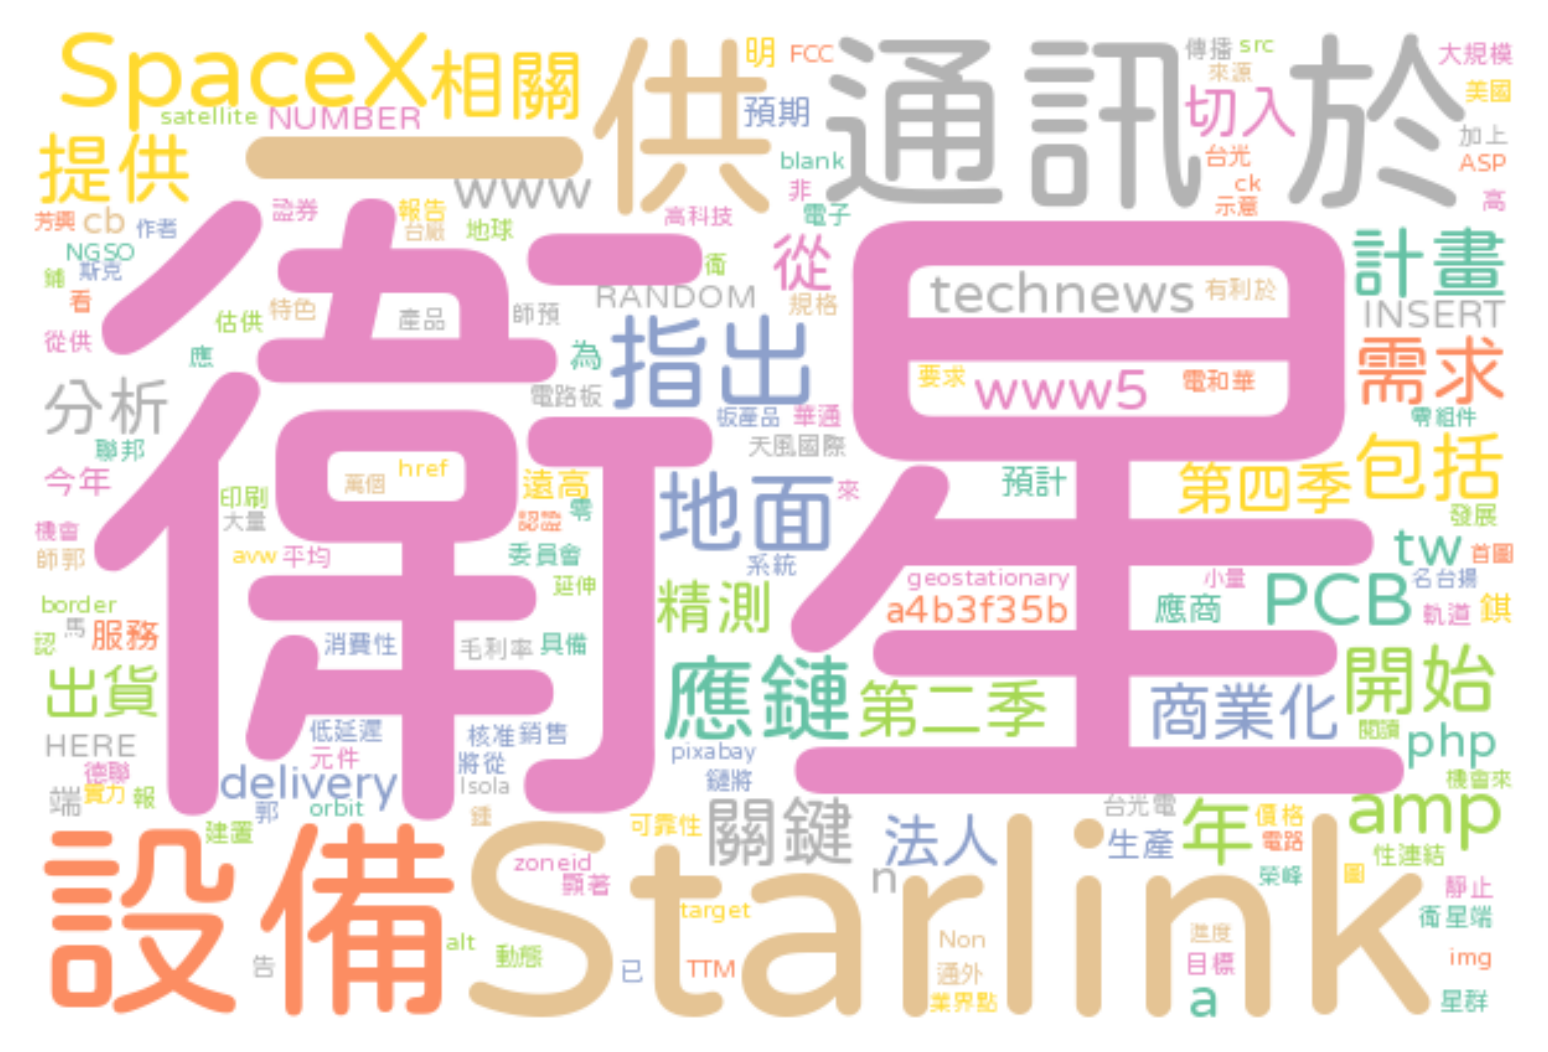 SpaceX
相關
供
明
FCC
通訊
於
傳播
src
來源
大規模
美國
satellite
NUMBER
預期
切入
加上
提供
一
www
blank
非
台光
ASP
ck
示意
高
芳興
cb
作者
證券
報告
台廠
地球
高科技
電子
NGSO
斯克
鋪
看
衛星
從
衛
technews
有利於
計畫
RANDOM
規格
INSERT
特色
估供
產品
師預
從供
應
為
指出
要求
www5
電和華
需求
分析
電路板
板產品
華通
零組件
聯邦
天風國際
今年
萬個
href
遠高
地面
來
預計
第四季
包括
印刷
大量
認證
零
發展
機會
師郭
avw
平均
委員會
系統
tw
首圖
延伸
geostationary
小量
名台揚
border
精測
a4b3f35b
應商
PCB
軌道
錤
認
馬
服務
消費性
毛利率
具備
出貨
應鏈
第二季
商業化
開始
HERE
低延遲
核准
銷售
閱讀
php
元件
將從
pixabay
德聯
delivery
Isola
鏈將
機會來
端
實力
報
郭
orbit
鍾
台光電
amp
建置
可靠性
關鍵
法人
生產
年
價格
電路
性連結
設備
Starlink
zoneid
顯著
n
榮峰
圖
靜止
target
衛星端
alt
動態
Non
進度
告
已
TTM
通外
目標
img
業界點
a
星群